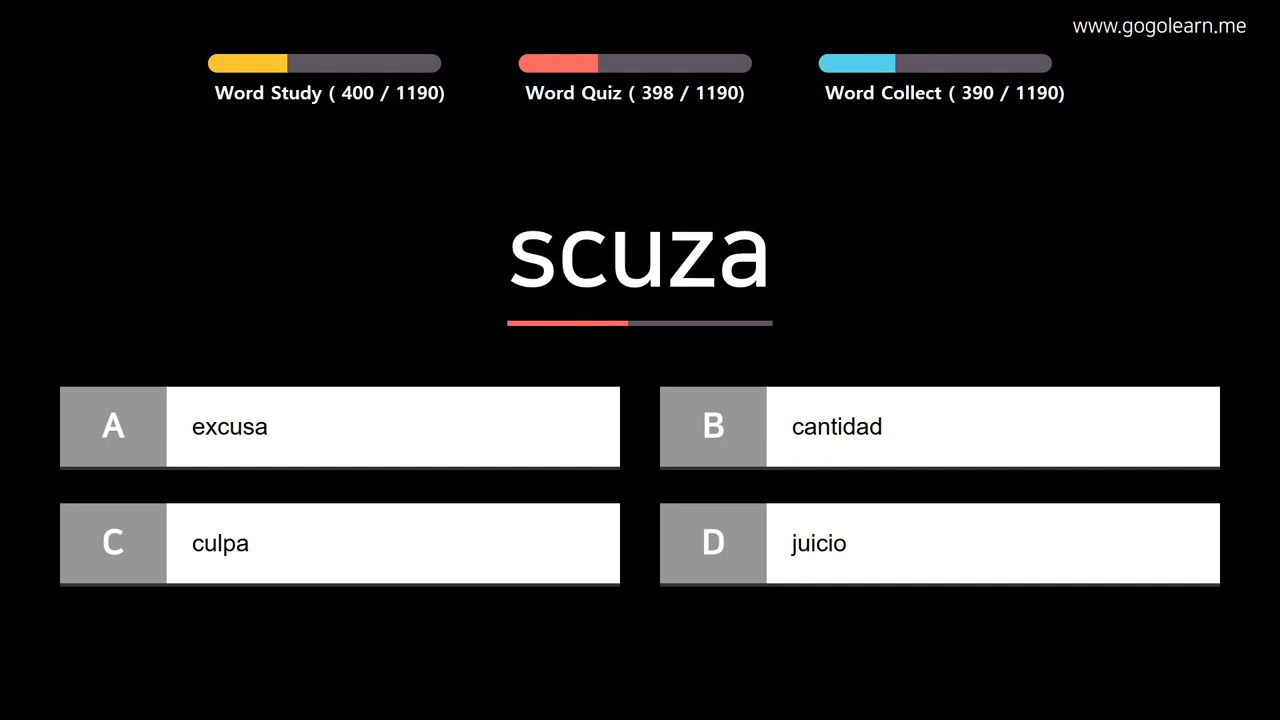 www.gogolearn.me
Word Study ( 400 / 1190)
Word Quiz ( 398 / 1190)
Word Collect ( 390 / 1190)
scuza
A excusa
B cantidad
C culpa
D juicio